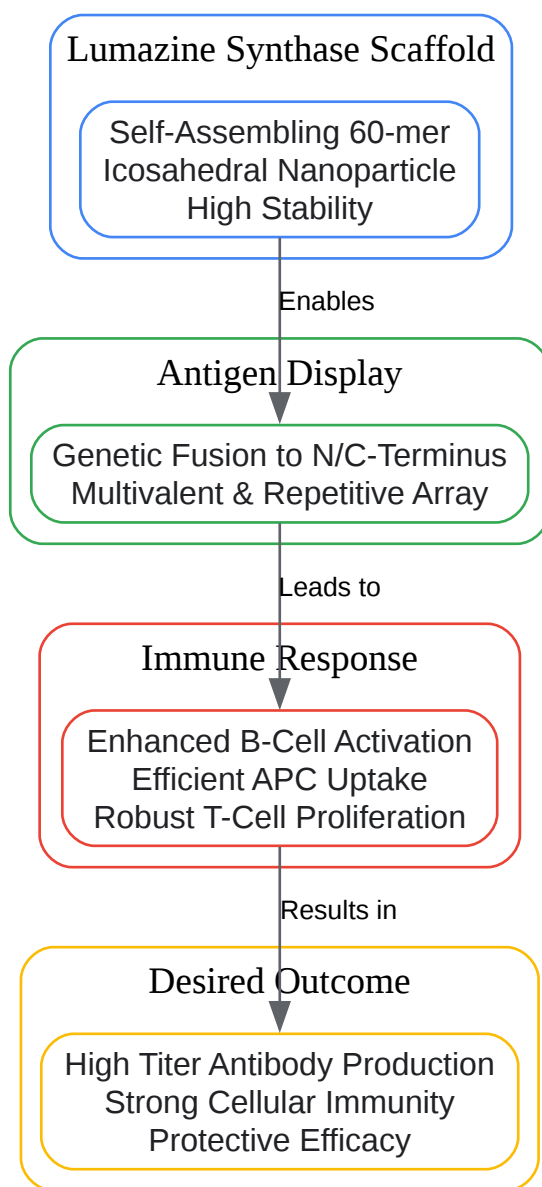 Lumazine Synthase Scaffold
Self-Assembling 60-mer
Icosahedral Nanoparticle
High Stability
Enables
Antigen Display
Genetic Fusion to N/C-Terminus
Multivalent & Repetitive Array
Leads to
Immune Response
Enhanced B-Cell Activation
Efficient APC Uptake
Robust T-Cell Proliferation
Results in
Desired Outcome
High Titer Antibody Production
Strong Cellular Immunity
Protective Efficacy